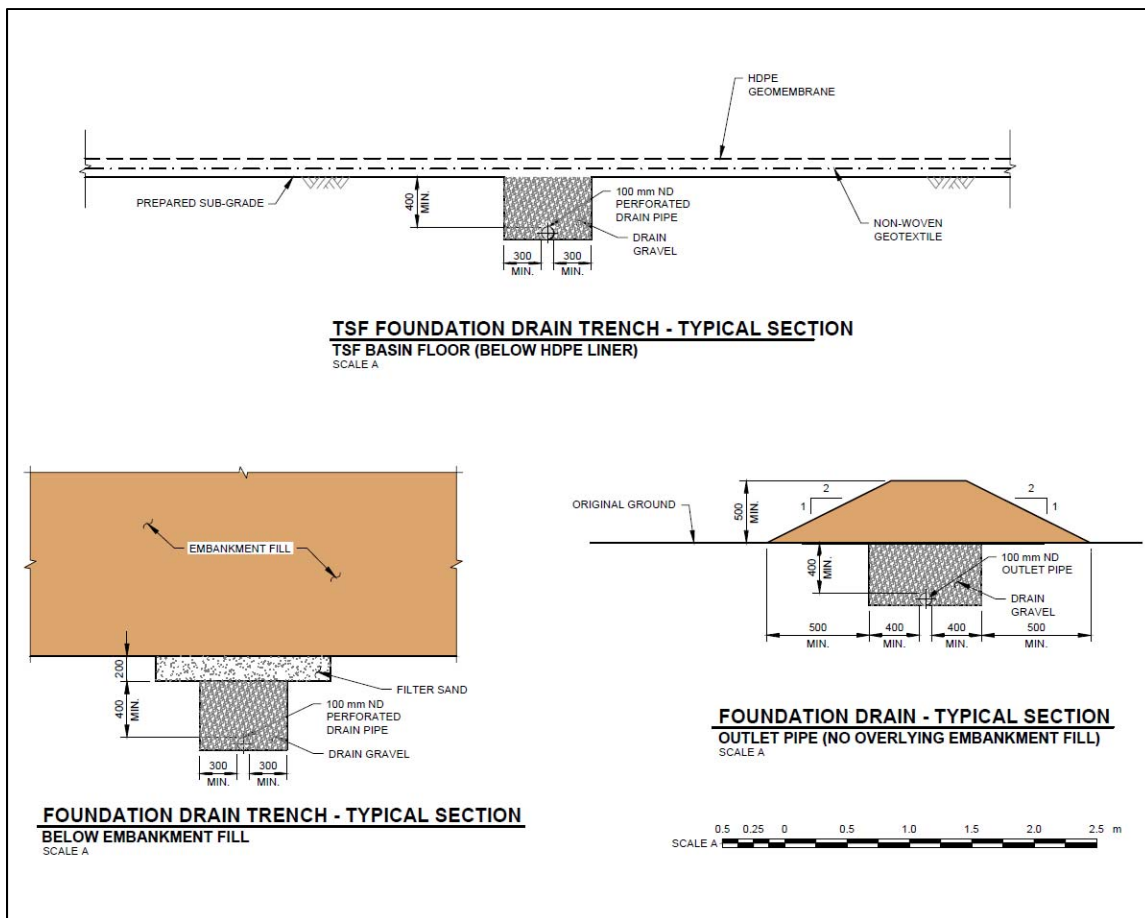 HDPE
GEOMEMBRANE
PREPARED SUB-GRADE
400
MIN.
100 mm ND
PERFORATED
DRAIN PIPE
DRAIN
GRAVEL
NON-WOVEN
GEOTEXTILE
300
MIN.
300
MIN.
TSF FOUNDATION DRAIN TRENCH - TYPICAL SECTION
TSF BASIN FLOOR (BELOW HDPE LINER)
SCALE A
EMBANKMENT FILL
200
400
MIN.
FILTER SAND
100 mm ND
PERFORATED
DRAIN PIPE
DRAIN GRAVEL
300
MIN.
300
MIN.
FOUNDATION DRAIN TRENCH - TYPICAL SECTION
BELOW EMBANKMENT FILL
SCALE A
ORIGINAL GROUND
500
MIN.
2
1
2
1
400
MIN.
100 mm ND
OUTLET PIPE
DRAIN
GRAVEL
500
MIN.
400
MIN.
400
MIN.
500
MIN.
FOUNDATION DRAIN - TYPICAL SECTION
OUTLET PIPE (NO OVERLYING EMBANKMENT FILL)
SCALE A
SCALE A 0.5 0.25 0 0.5 1.0 1.5 2.0 2.5 m